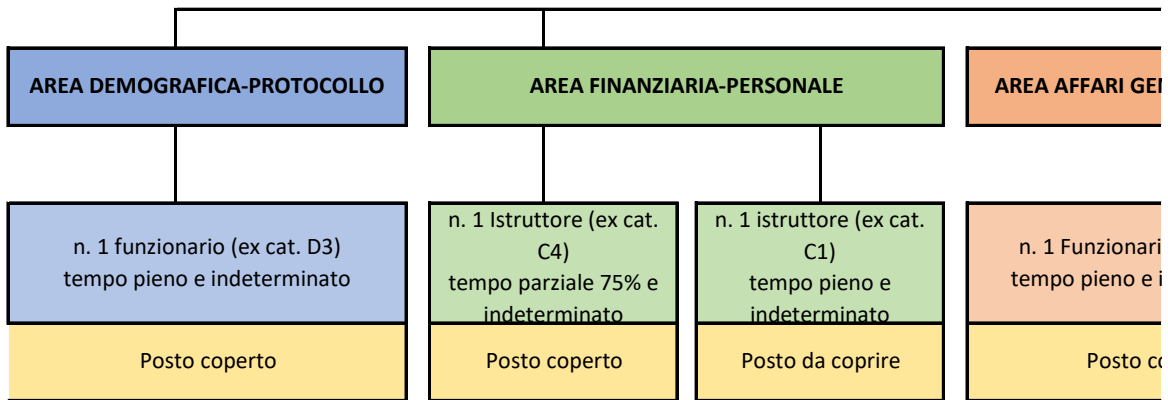 AREA DEMOGRAFICA-PROTOCOLLO
AREA FINANZIARIA-PERSONALE
AREA AFFARI
n. 1 funzionario (ex cat. D3)
tempo pieno e indeterminato
n. 1 Istruttore (ex cat.
C4)
tempo parziale 75% e
indeterminato
n. 1 istruttore (ex cat.
C1)
tempo pieno e
indeterminato
n. 1
tempo pieno e
Posto coperto
Posto coperto
Posto da coprire
Posto